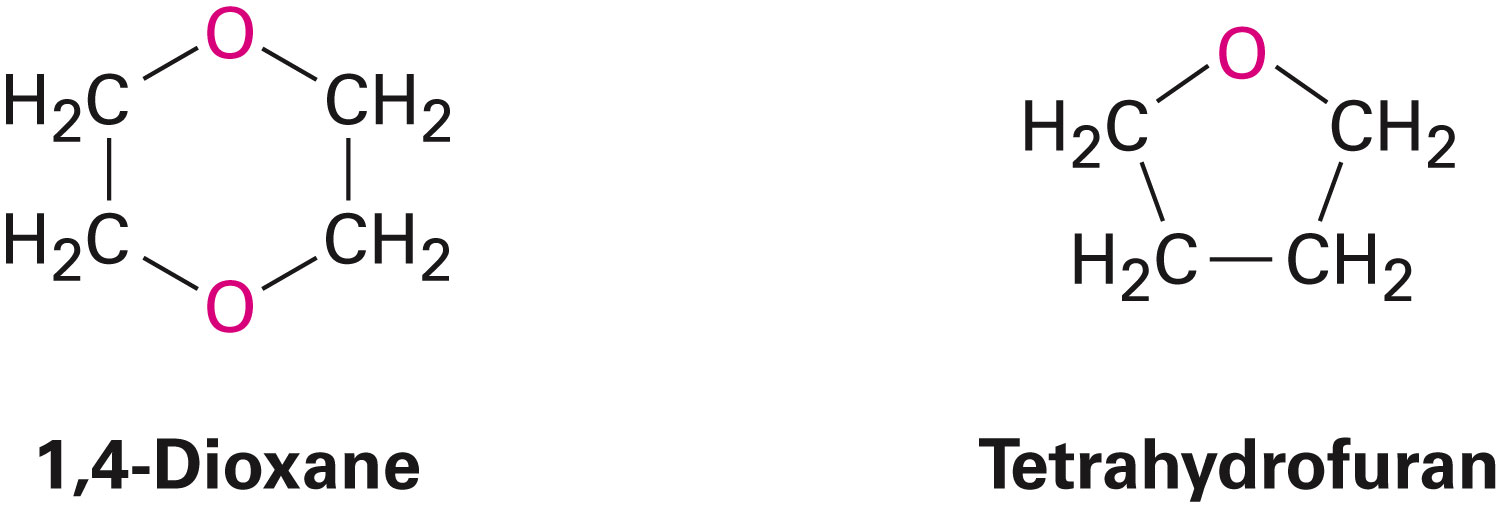 O
H₂C CH₂
H₂C CH₂
O
1,4-Dioxane
O
H₂C CH₂
H₂C CH₂
Tetrahydrofuran